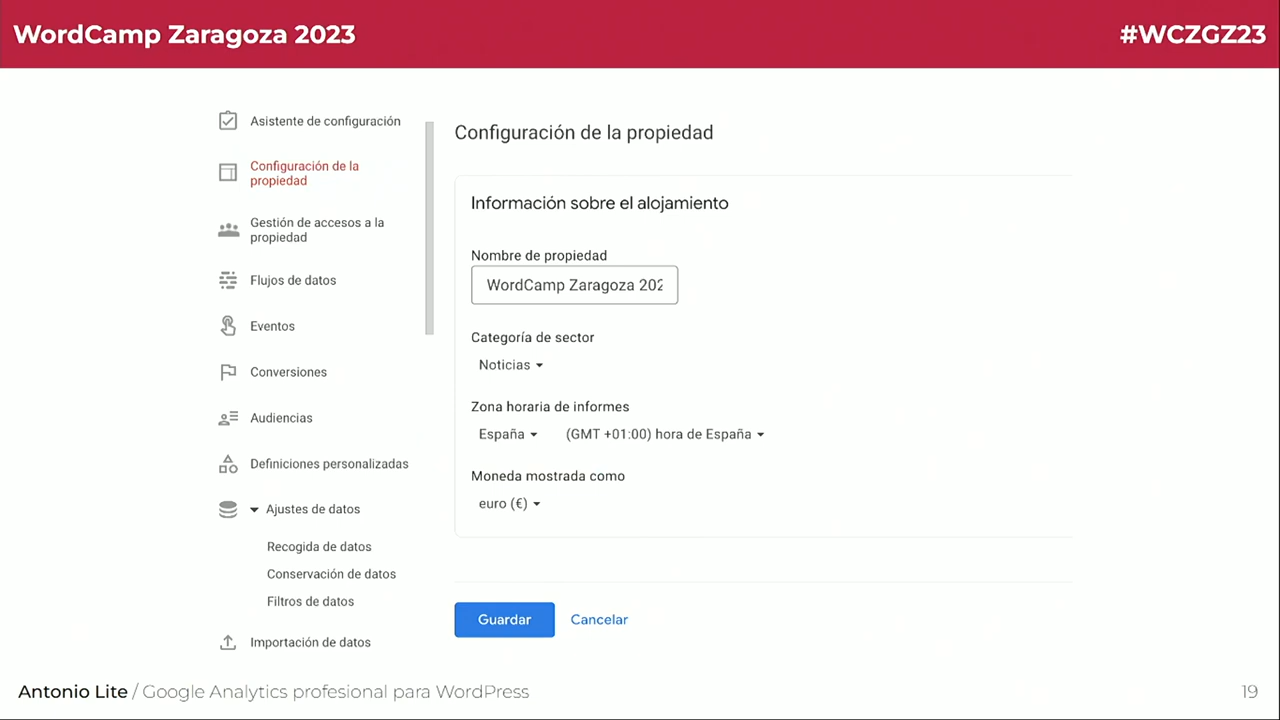 WordCamp Zaragoza 2023
#WCZGZ23
Asistente de configuración
Configuración de la
propiedad
Gestión de accesos a la
propiedad
Flujos de datos
Eventos
Conversiones
Audiencias
Definiciones personalizadas
Ajustes de datos
Recogida de datos
Conservación de datos
Filtros de datos
Importación de datos
Configuración de la propiedad
Información sobre el alojamiento
Nombre de propiedad
WordCamp Zaragoza 202
Categoría de sector
Noticias
Zona horaria de informes
España (GMT +01:00) hora de España
Moneda mostrada como
euro (€)
Guardar Cancelar
Antonio Lite / Google Analytics profesional para WordPress
19